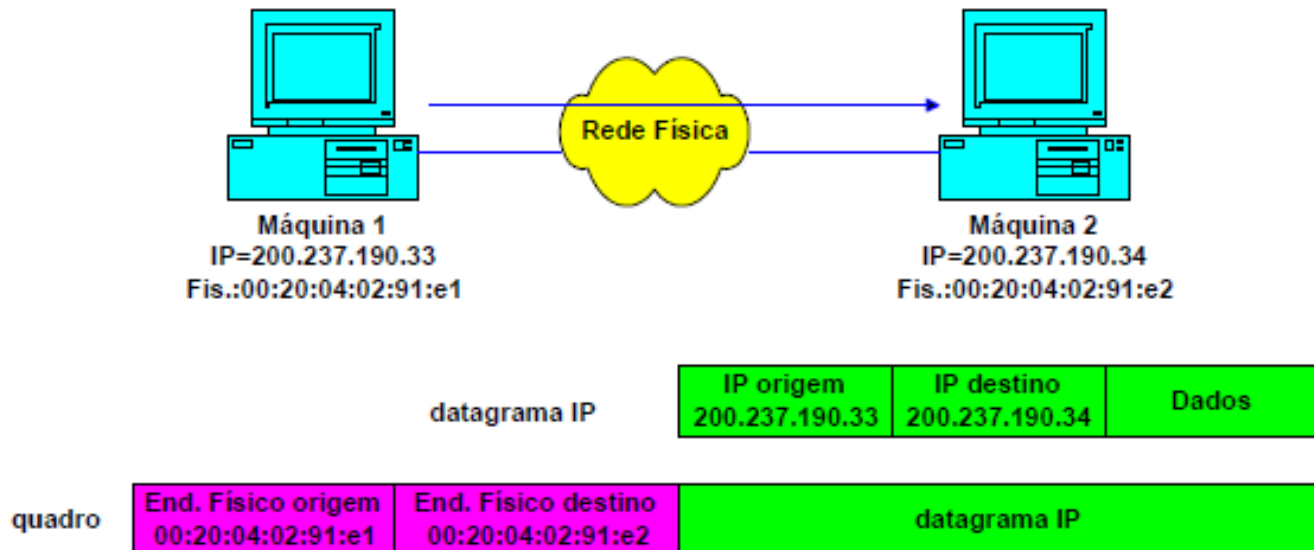 Rede Física
Máquina 1
IP=200.237.190.33
Fis.:00:20:04:02:91:e1
Máquina 2
IP=200.237.190.34
Fis.:00:20:04:02:91:e2
datagrama IP
IP origem
200.237.190.33
IP destino
200.237.190.34
Dados
quadro
End. Físico origem
00:20:04:02:91:e1
End. Físico destino
00:20:04:02:91:e2
datagrama IP